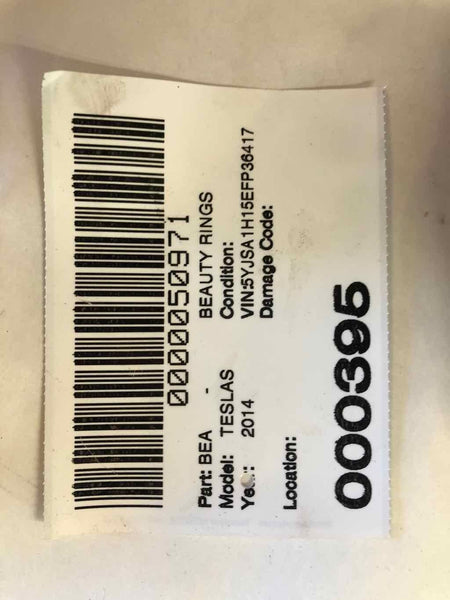 0000050971
Part: BEA - BEAUTY RINGS
Model: TESLAS Condition:
Year: 2014 VIN:5YJSA1H15EFP36417
Damage Code:
Location:
000395